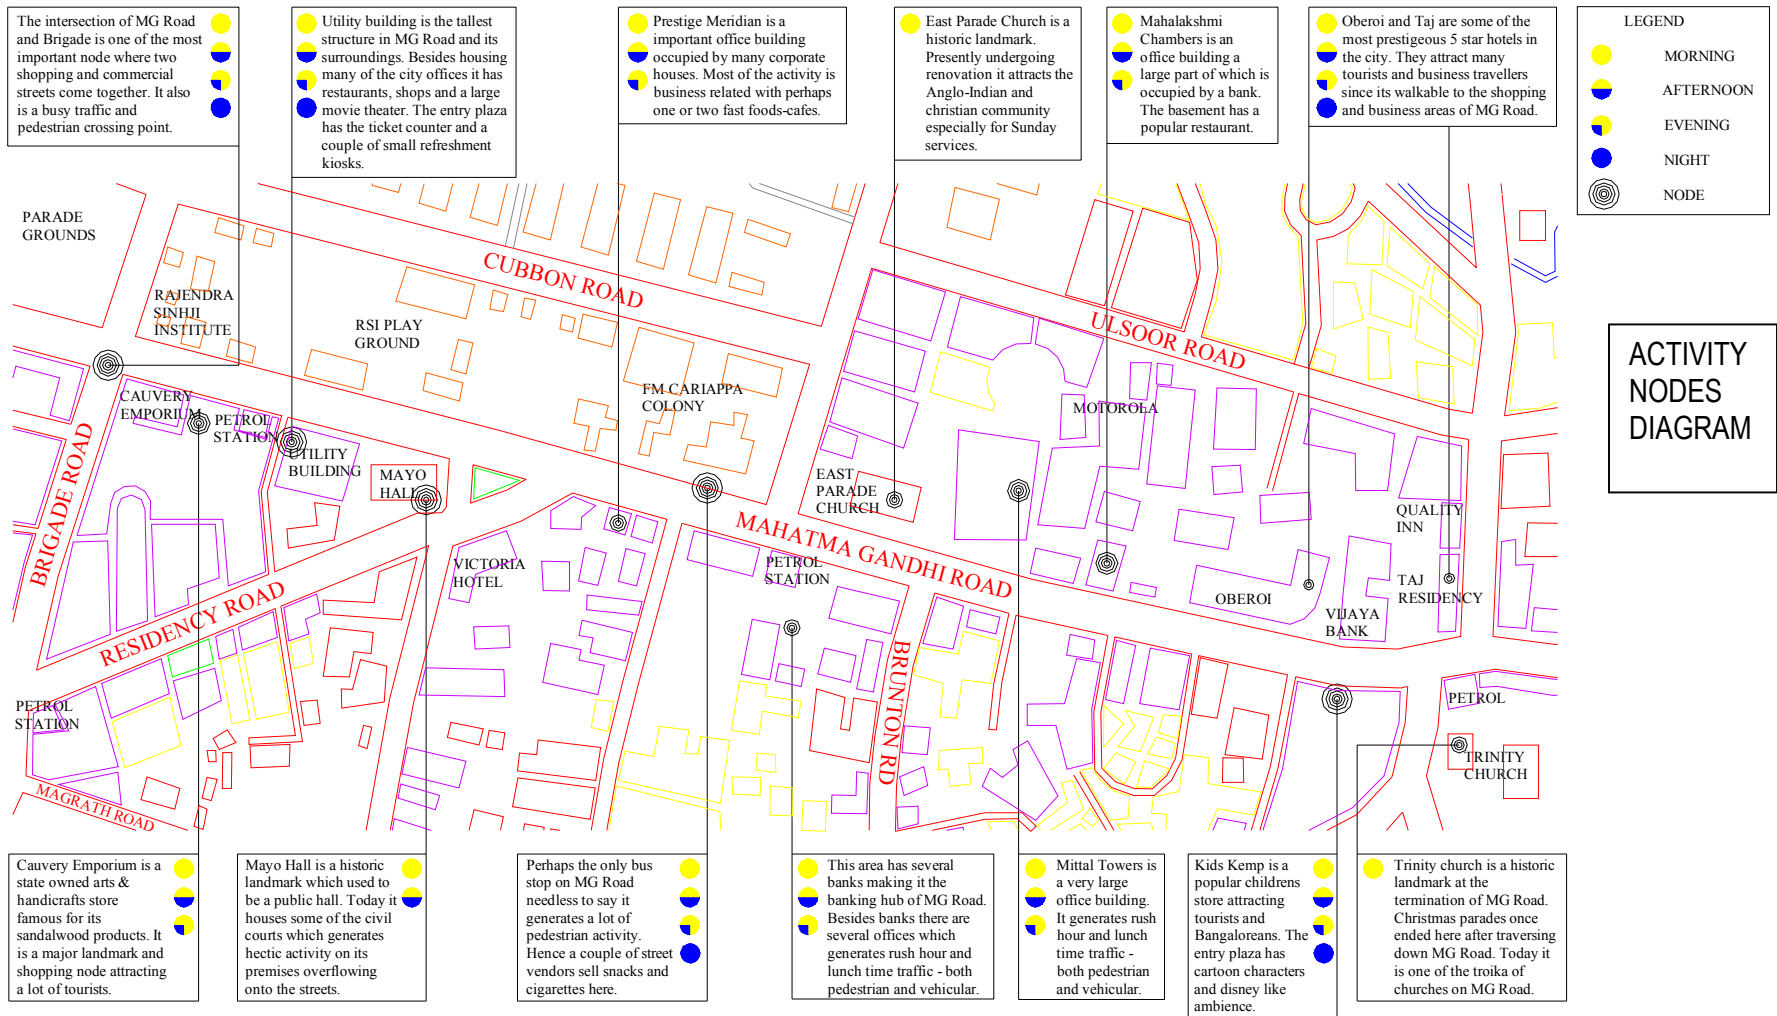 The intersection of MG Road
and Brigade is one of the most
important node where two
shopping and commercial
streets come together. It also
is a busy traffic and
pedestrian crossing point.
Utility building is the tallest
structure in MG Road and its
surroundings. Besides housing
many of the city offices it has
restaurants, shops and a large
movie theater. The entry plaza
has the ticket counter and a
couple of small refreshment
kiosks.
Prestige Meridian is a
important office building
occupied by many corporate
houses. Most of the activity is
business related with perhaps
one or two fast foods-cafes.
East Parade Church is a
historic landmark.
Presently undergoing
renovation it attracts the
Anglo-Indian and
christian community
especially for Sunday
services.
Mahalakshmi
Chambers is an
office building a
large part of which is
occupied by a bank.
The basement has a
popular restaurant.
Oberoi and Taj are some of the
most prestigeous 5 star hotels in
the city. They attract many
tourists and business travellers
since its walkable to the shopping
and business areas of MG Road.
LEGEND
MORNING
AFTERNOON
EVENING
NIGHT
NODE
ACTIVITY
NODES
DIAGRAM
PARADE
GROUNDS
RAJENDRA
SINHJI
INSTITUTE
RSI PLAY
GROUND
CUBBON ROAD
ULSOOR ROAD
FM CARIAPPA
COLONY
MOTOROLA
CAUVERY
EMPORIUM
PETROL
STATION
UTILITY
BUILDING
MAYO
HALL
BRIGADE ROAD
EAST
PARADE
CHURCH
QUALITY
INN
MAHATMA GANDHI ROAD
VICTORIA
HOTEL
PETROL
STATION
OBEROI
VIJAYA
BANK
TAJ
RESIDENCY
RESIDENCY ROAD
BRUNTON RD
PETROL
STATION
PETROL
TRINITY
CHURCH
MAGRATH ROAD
Cauvery Emporium is a
state owned arts &
handicrafts store
famous for its
sandalwood products. It
is a major landmark and
shopping node attracting
a lot of tourists.
Mayo Hall is a historic
landmark which used to
be a public hall. Today it
houses some of the civil
courts which generates
hectic activity on its
premises overflowing
onto the streets.
Perhaps the only bus
stop on MG Road
needless to say it
generates a lot of
pedestrian activity.
Hence a couple of street
vendors sell snacks and
cigarettes here.
This area has several
banks making it the
banking hub of MG Road.
Besides banks there are
several offices which
generates rush hour and
lunch time traffic - both
pedestrian and vehicular.
Mittal Towers is
a very large
office building.
It generates rush
hour and lunch
time traffic -
both pedestrian
and vehicular.
Kids Kemp is a
popular childrens
store attracting
tourists and
Bangaloreans. The
entry plaza has
cartoon characters
and disney like
ambience.
Trinity church is a historic
landmark at the
termination of MG Road.
Christmas parades once
ended here after traversing
down MG Road. Today it
is one of the troika of
churches on MG Road.